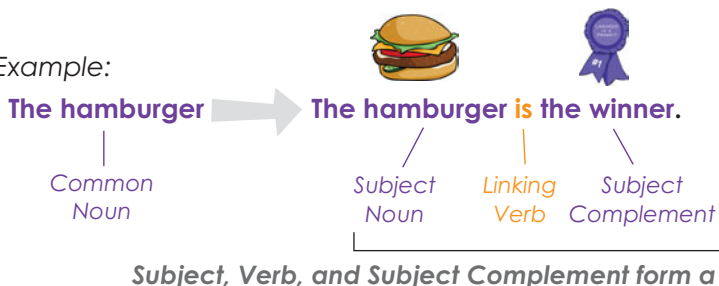 Example:
The hamburger The hamburger is the winner.
Common Noun
Subject Noun
Linking Verb
Subject Complement
Subject, Verb, and Subject Complement form a
#1